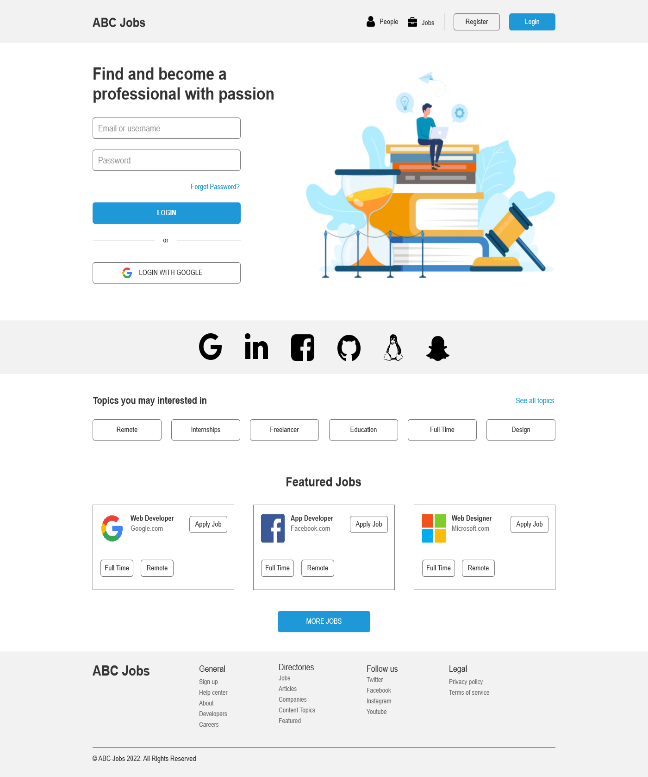 ABC Jobs
People
Jobs
Register
Login
Find and become a
professional with passion
Email or username
Password
Forgot Password?
LOGIN
or
LOGIN WITH GOOGLE
Topics you may interested in
See all topics
Remote
Internships
Freelancer
Education
Full Time
Design
Featured Jobs
Web Developer
Google.com
Apply Job
Full Time
Remote
App Developer
Facebook.com
Apply Job
Full Time
Remote
Web Designer
Microsoft.com
Apply Job
Full Time
Remote
MORE JOBS
ABC Jobs
General
Sign up
Help center
About
Developers
Careers
Directories
Jobs
Articles
Companies
Content Topics
Featured
Follow us
Twitter
Facebook
Instagram
Youtube
Legal
Privacy policy
Terms of service
© ABC Jobs 2022. All Rights Reserved